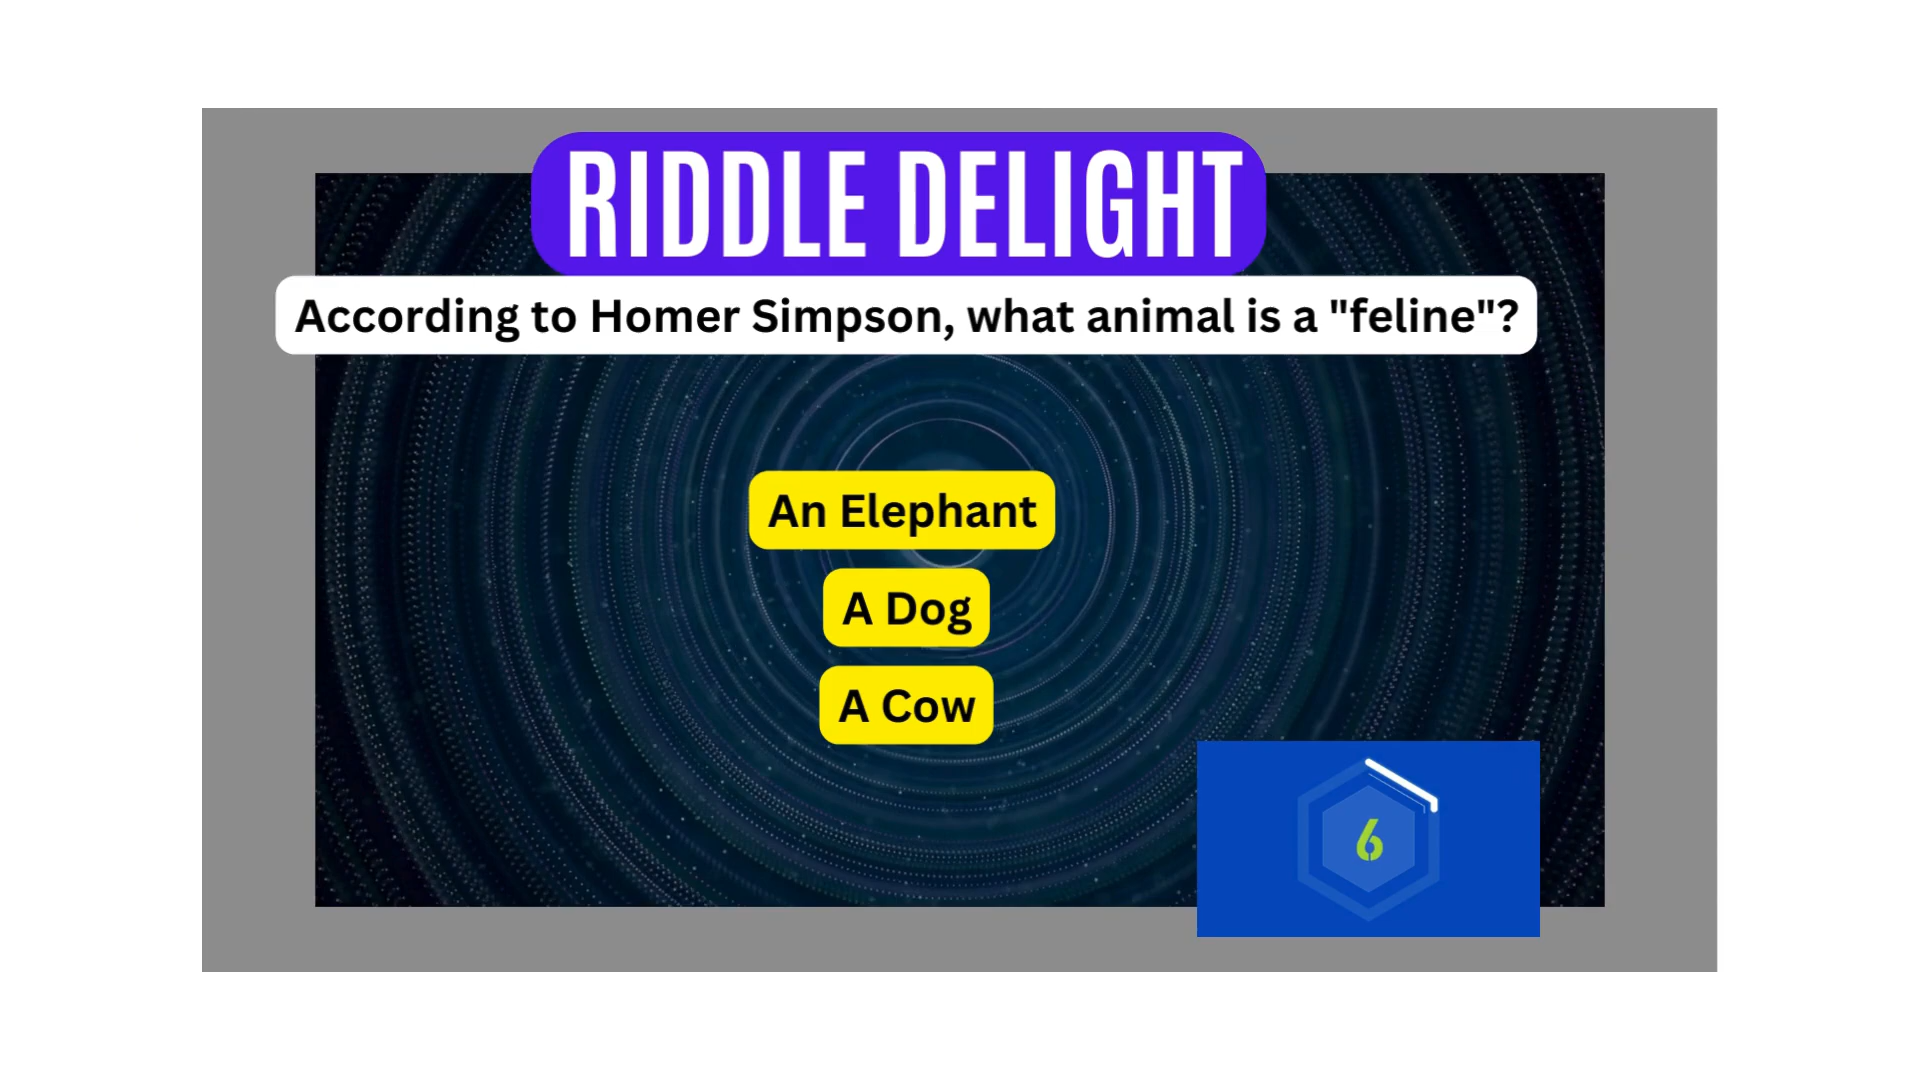 RIDDLE DELIGHT
According to Homer Simpson, what animal is a "feline"?
An Elephant
A Dog
A Cow
6